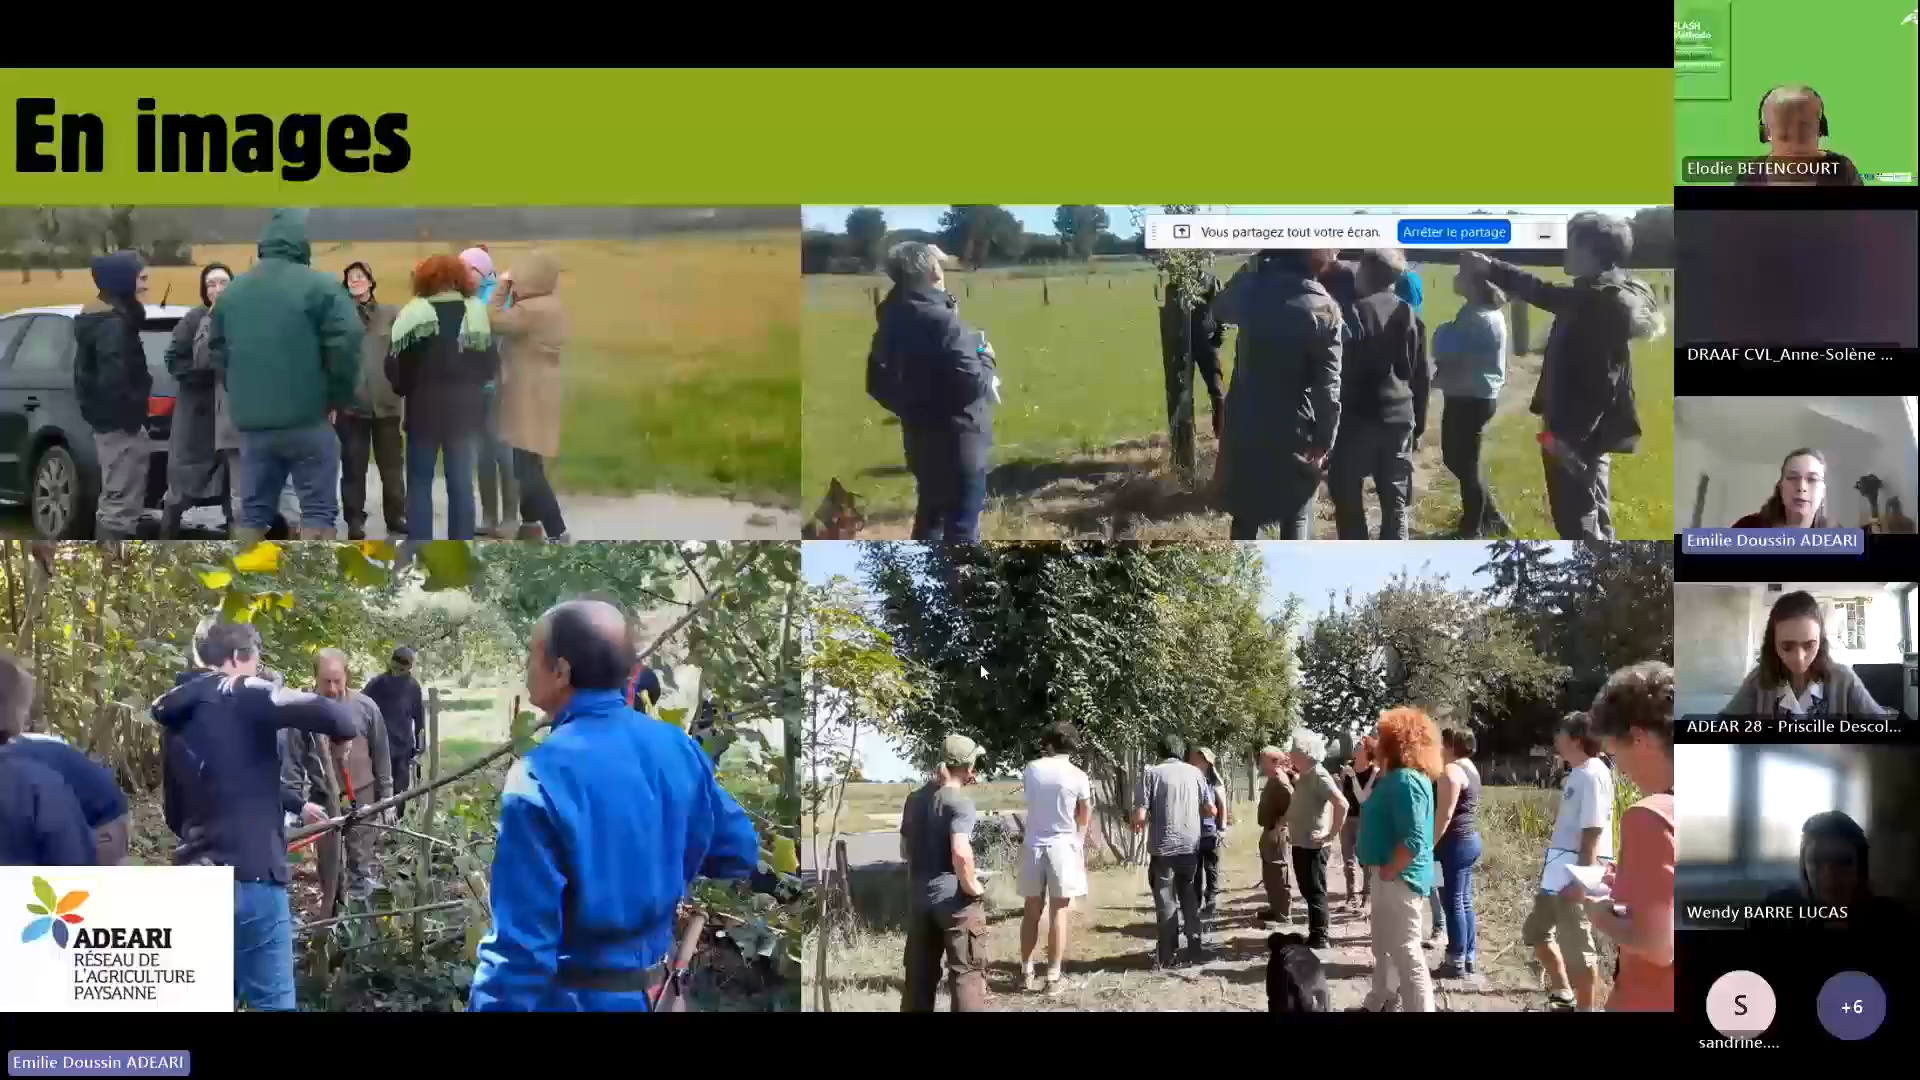 En images
Vous partagez tout votre écran.
Arrêter le partage
ADEARI
RÉSEAU DE
L'AGRICULTURE
PAYSANNE
Emilie Doussin ADEARI
Elodie BETENCOURT
DRAAF CVL_Anne-Solène ...
Emilie Doussin ADEARI
ADEAR 28 - Priscille Descol...
Wendy BARRE LUCAS
S
sandrine....
+6